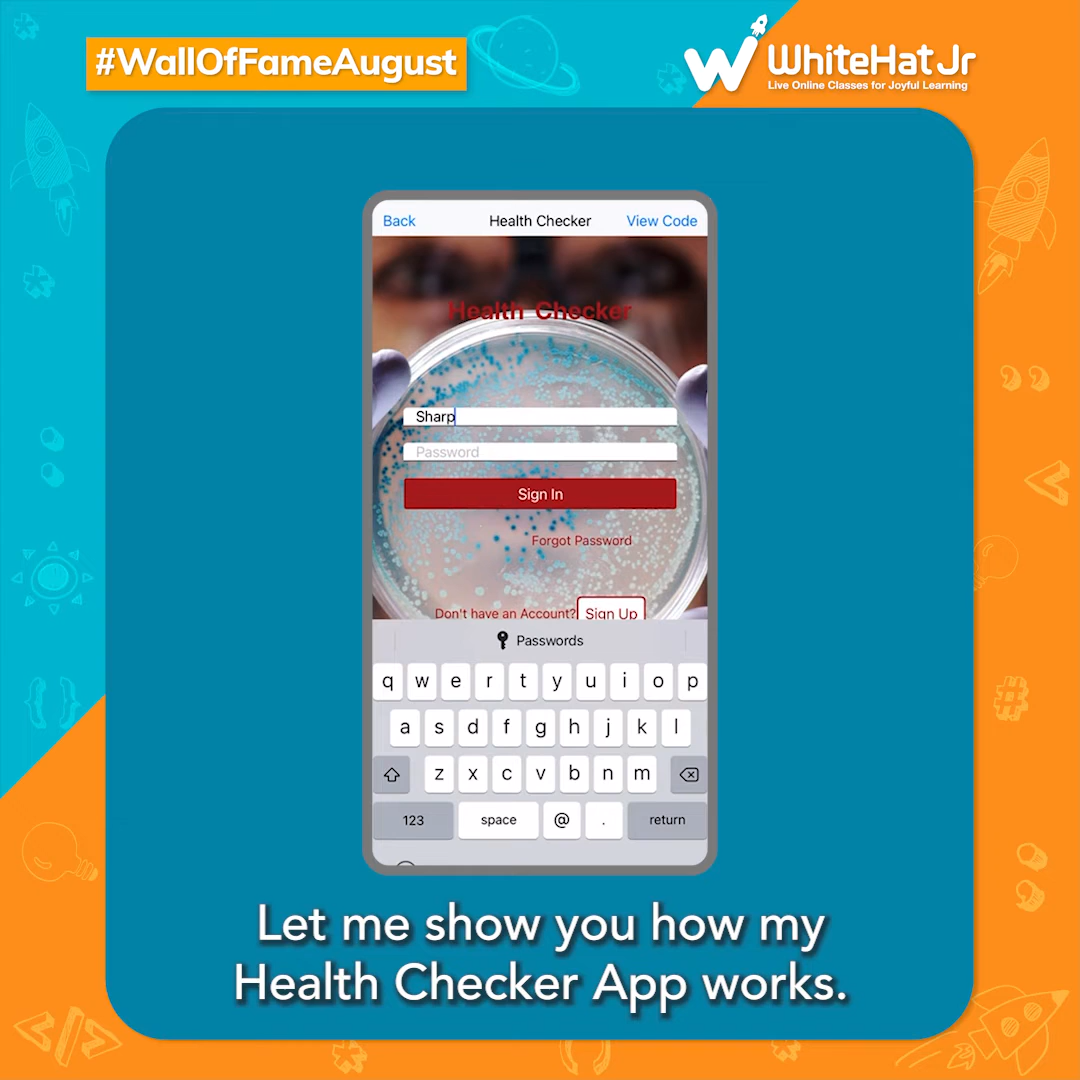 #WallOfFameAugust
WhiteHat Jr
Live Online Classes for Joyful Learning
Back Health Checker View Code
Health Checker
Sharp
Password
Sign In
Forgot Password
Don't have an Account? Sign Up
Passwords
q w e r t y u i o p
a s d f g h j k l
z x c v b n m
123 space @ . return
Let me show you how my
Health Checker App works.